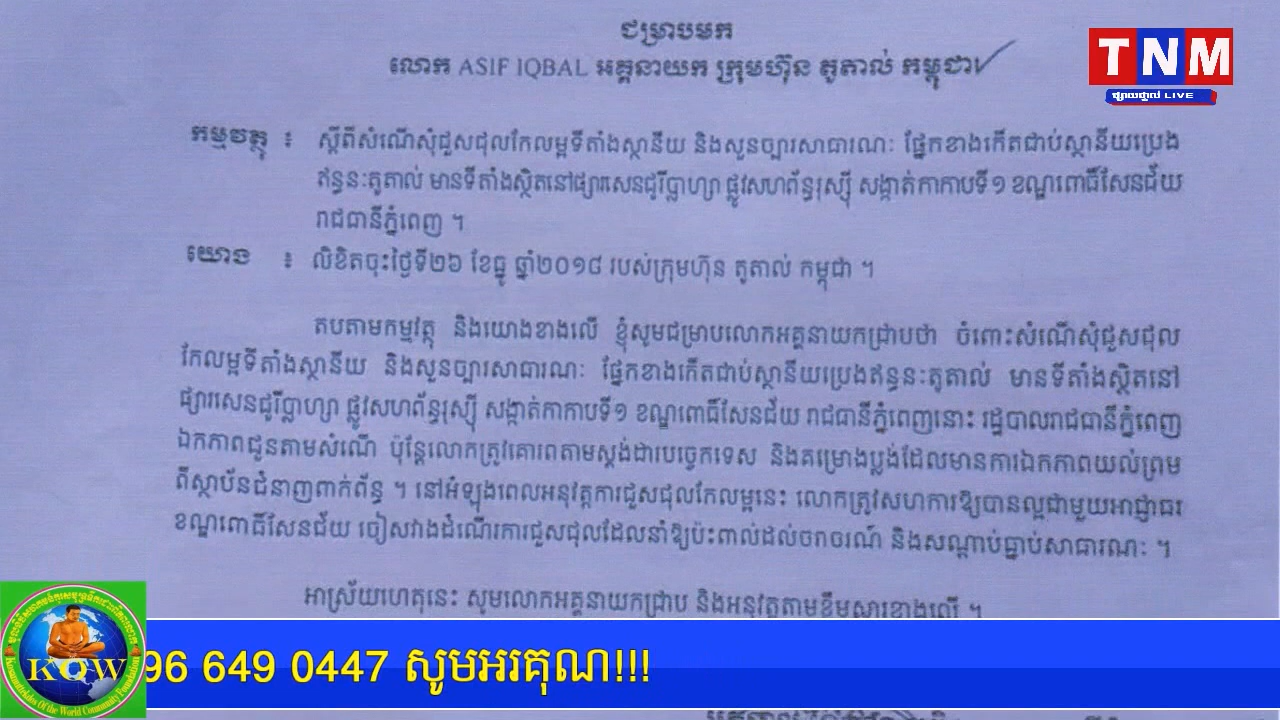 ជម្រាបមក
លោក ASIF IQBAL អគ្គនាយក ក្រុមហ៊ុន តូតាល់ កម្ពុជា
TNM
ផ្សាយផ្ទាល់ LIVE
កម្មវត្ថុ ៖ ស្តីពីសំណើសុំជួសជុលកែលម្អទីតាំងស្ថានីយ និងសួនច្បារសាធារណៈ ផ្នែកខាងកើតជាប់ស្ថានីយប្រេង
ឥន្ធនៈតូតាល់ មានទីតាំងស្ថិតនៅផ្សារសេនជូរីប្លាហ្សា ផ្លូវសហព័ន្ធរុស្ស៊ី សង្កាត់កាកាបទី១ ខណ្ឌពោធិ៍សែនជ័យ
រាជធានីភ្នំពេញ ។
យោង ៖ លិខិតចុះថ្ងៃទី២៦ ខែធ្នូ ឆ្នាំ២០១៨ របស់ក្រុមហ៊ុន តូតាល់ កម្ពុជា ។
តបតាមកម្មវត្ថុ និងយោងខាងលើ ខ្ញុំសូមជម្រាបលោកអគ្គនាយកជ្រាបថា ចំពោះសំណើសុំជួសជុល
កែលម្អទីតាំងស្ថានីយ និងសួនច្បារសាធារណៈ ផ្នែកខាងកើតជាប់ស្ថានីយប្រេងឥន្ធនៈតូតាល់ មានទីតាំងស្ថិតនៅ
ផ្សារសេនជូរីប្លាហ្សា ផ្លូវសហព័ន្ធរុស្ស៊ី សង្កាត់កាកាបទី១ ខណ្ឌពោធិ៍សែនជ័យ រាជធានីភ្នំពេញនោះ រដ្ឋបាលរាជធានីភ្នំពេញ
ឯកភាពជូនតាមសំណើ ប៉ុន្តែលោកត្រូវគោរពតាមស្តង់ដារបច្ចេកទេស និងគម្រោងប្លង់ដែលមានការឯកភាពយល់ព្រម
ពីស្ថាប័នជំនាញពាក់ព័ន្ធ ។ នៅអំឡុងពេលអនុវត្តការជួសជុលកែលម្អនេះ លោកត្រូវសហការឱ្យបានល្អជាមួយអាជ្ញាធរ
ខណ្ឌពោធិ៍សែនជ័យ ចៀសវាងដំណើរការជួសជុលដែលនាំឱ្យប៉ះពាល់ដល់ចរាចរណ៍ និងសណ្តាប់ធ្នាប់សាធារណៈ ។
អាស្រ័យហេតុនេះ សូមលោកអគ្គនាយកជ្រាប និងអនុវត្តតាមខ្លឹមសារខាងលើ ។
KOW
96 649 0447 សូមអរគុណ!!!